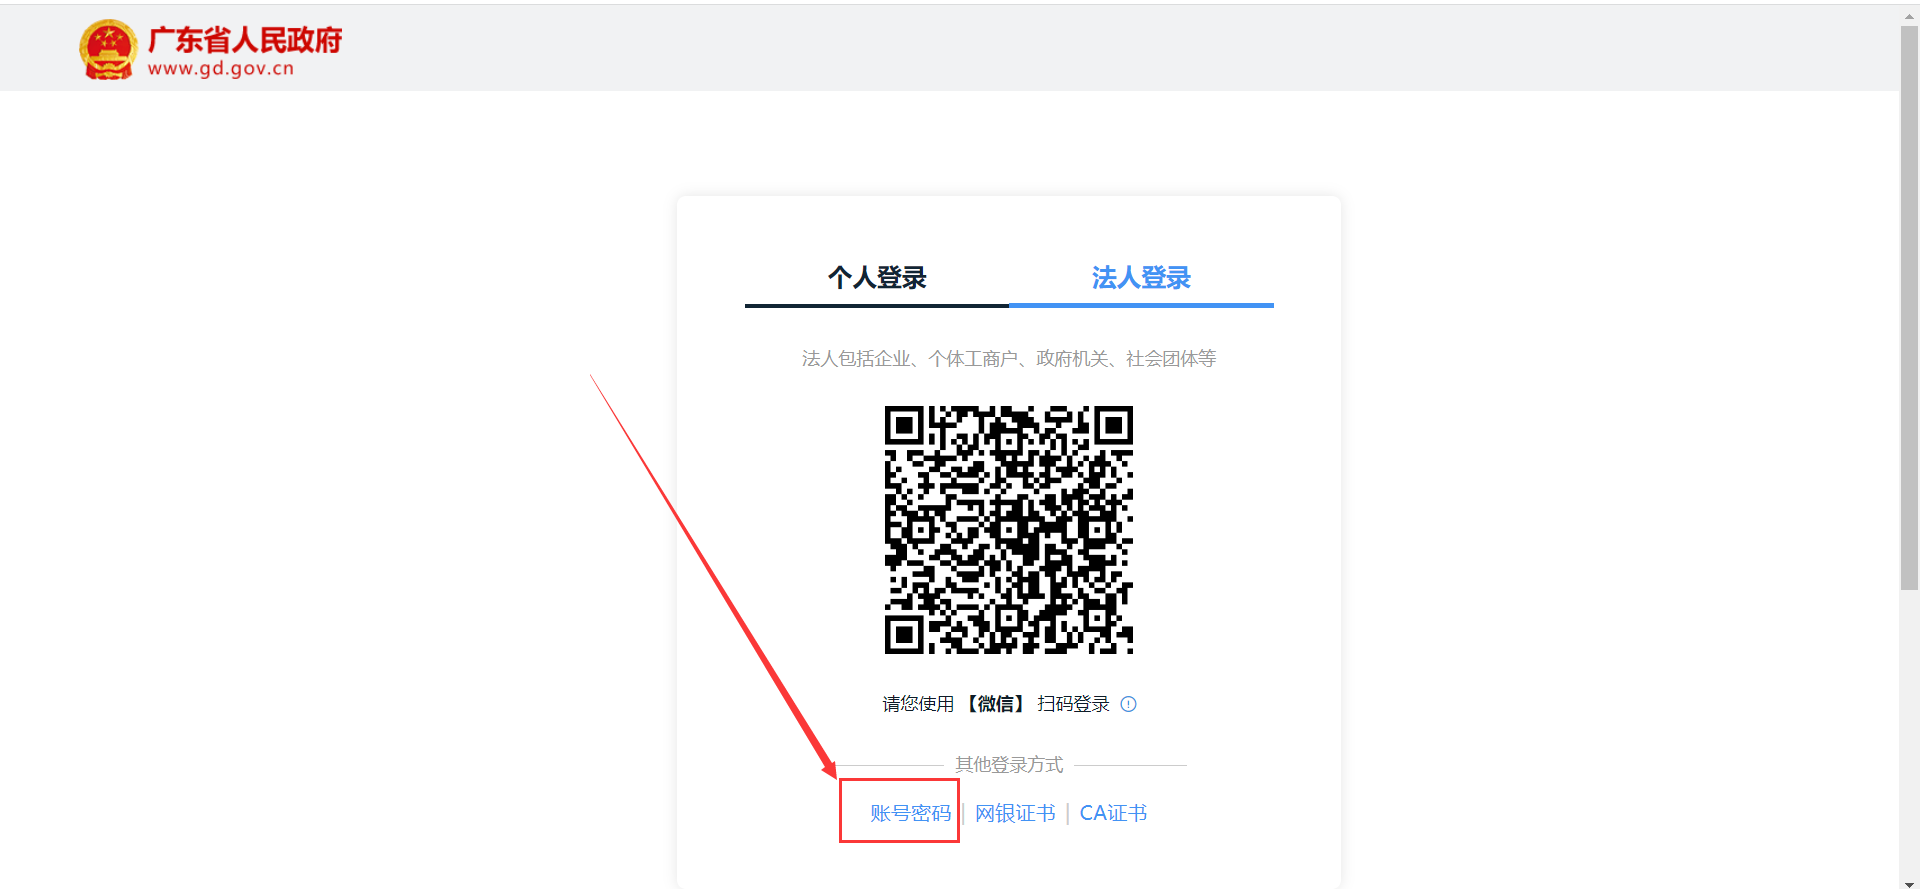 广东省人民政府
www.gd.gov.cn
个人登录 法人登录
法人包括企业、个体工商户、政府机关、社会团体等
请您使用【微信】扫码登录
其他登录方式
账号密码 | 网银证书 | CA证书